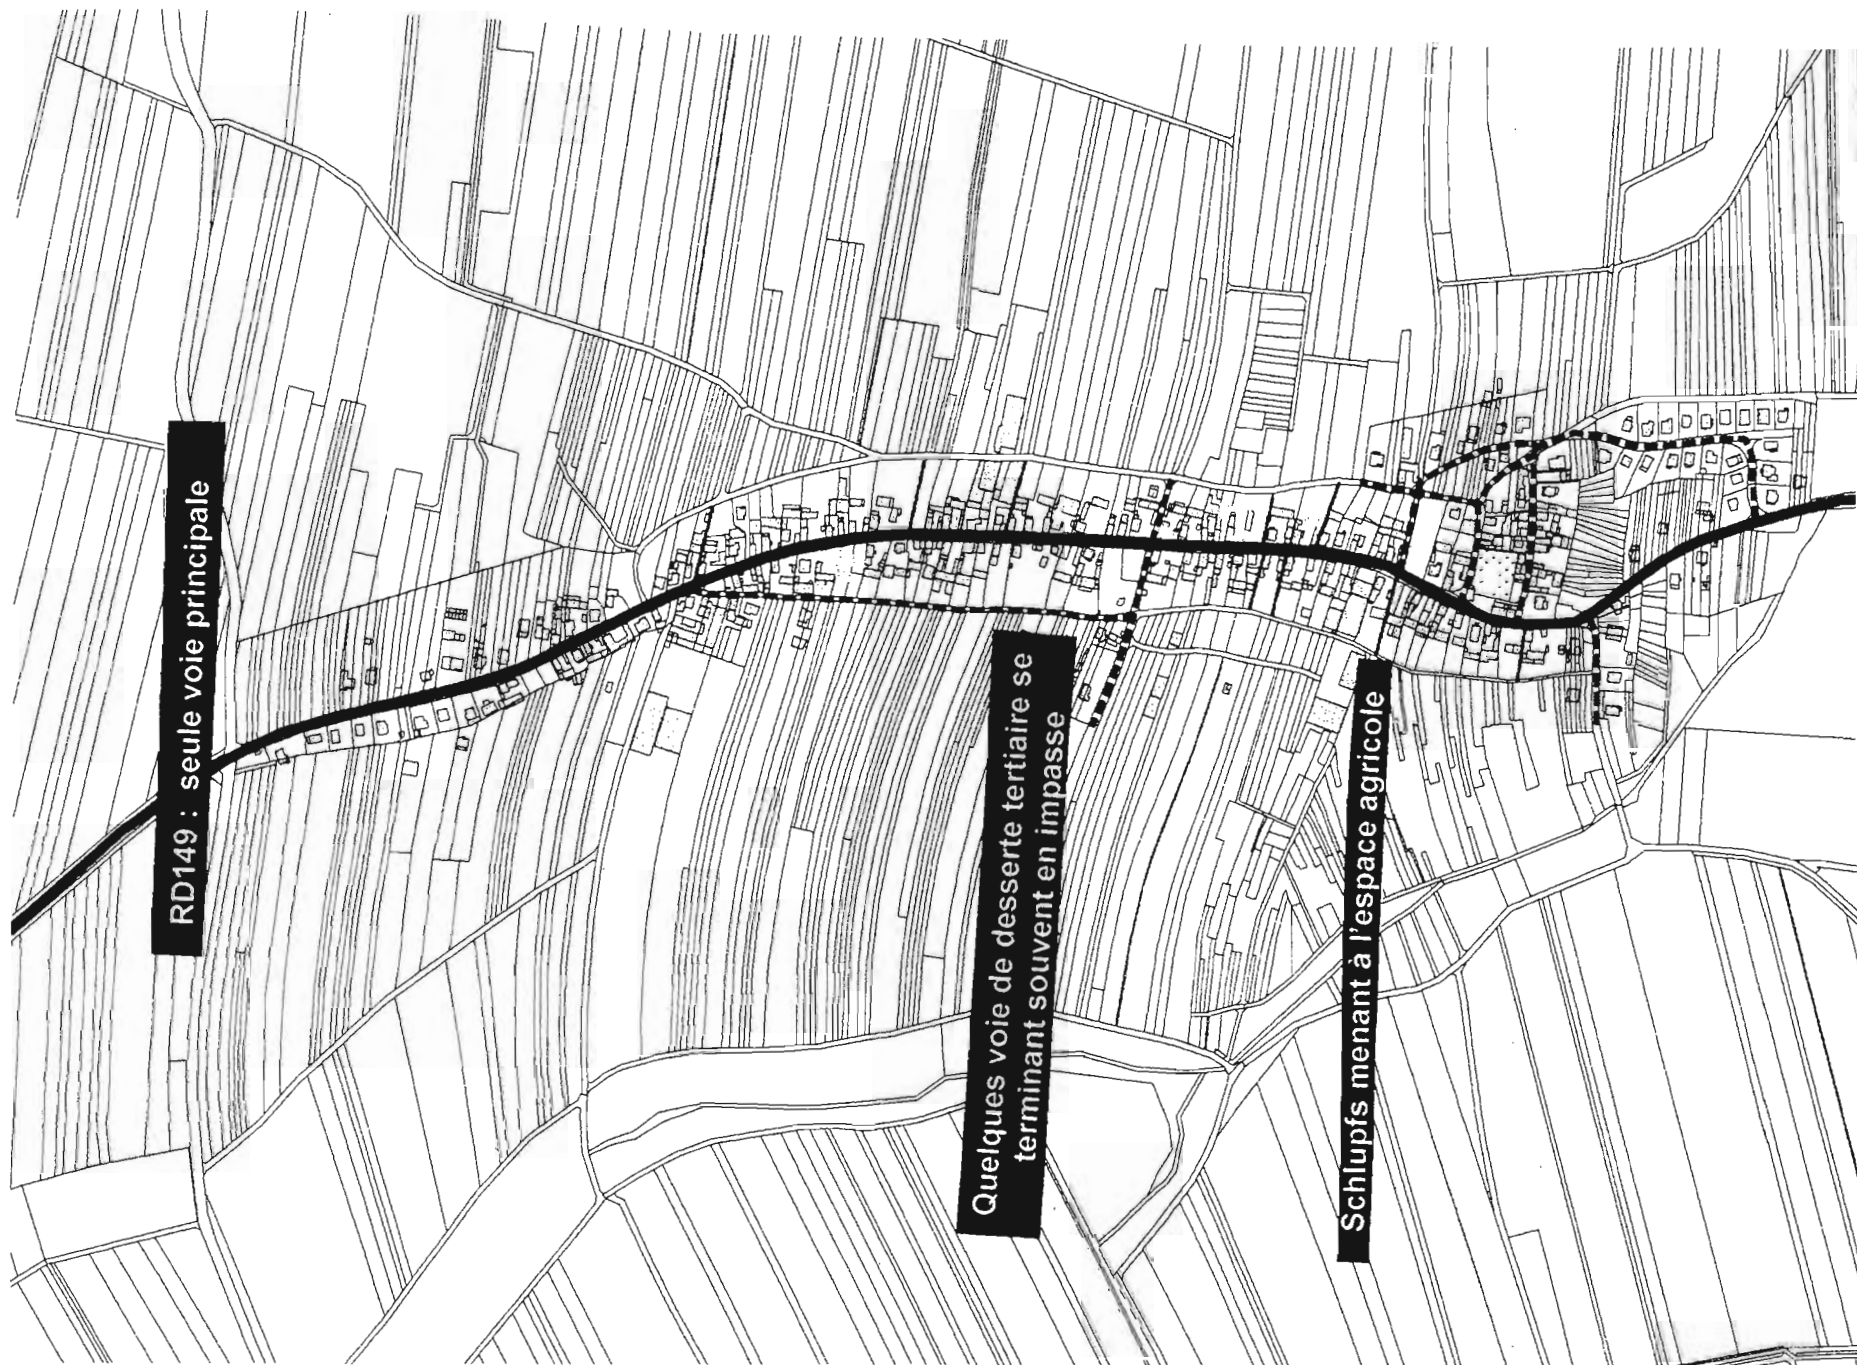 RD149 : seule voie principale
Quelques voie de desserte tertiaire se
terminant souvent en impasse
Schlupfs menant à l'espace agricole